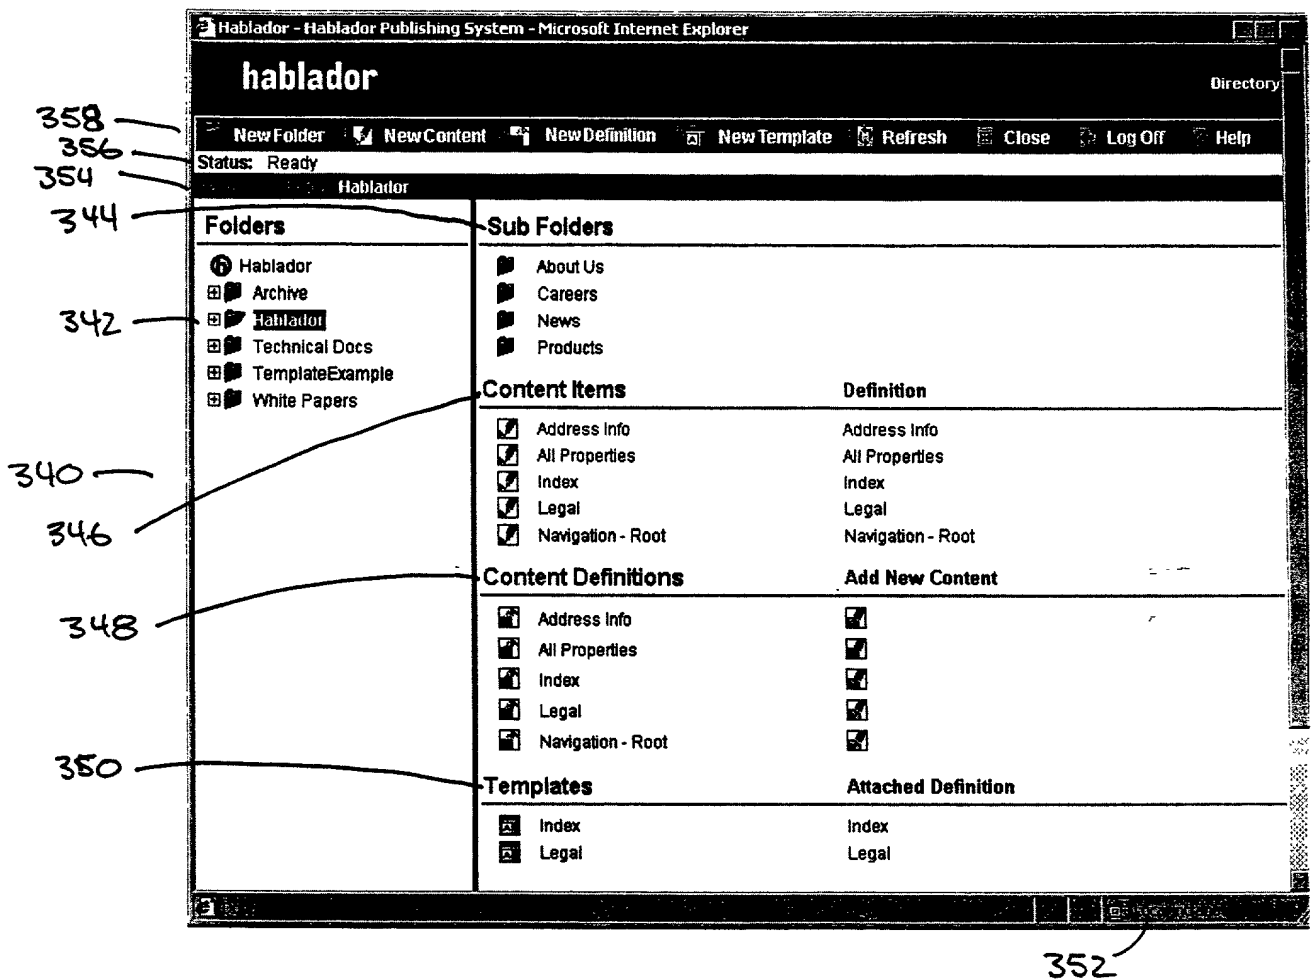 Hablador - Hablador Publishing System - Microsoft Internet Explorer
hablador
Directory
358
New Folder New Content New Definition New Template Refresh Close Log Off Help
356
Status: Ready
354
Hablador
344
Folders
Sub Folders
Hablador
About Us
Archive
Careers
342
Hablador
News
Technical Docs
Products
TemplateExample
White Papers
Content Items Definition
Address Info Address Info
All Properties All Properties
340
Index Index
Legal Legal
346
Navigation - Root Navigation - Root
Content Definitions Add New Content
348
Address Info
All Properties
Index
Legal
Navigation - Root
350
Templates Attached Definition
Index Index
Legal Legal
352